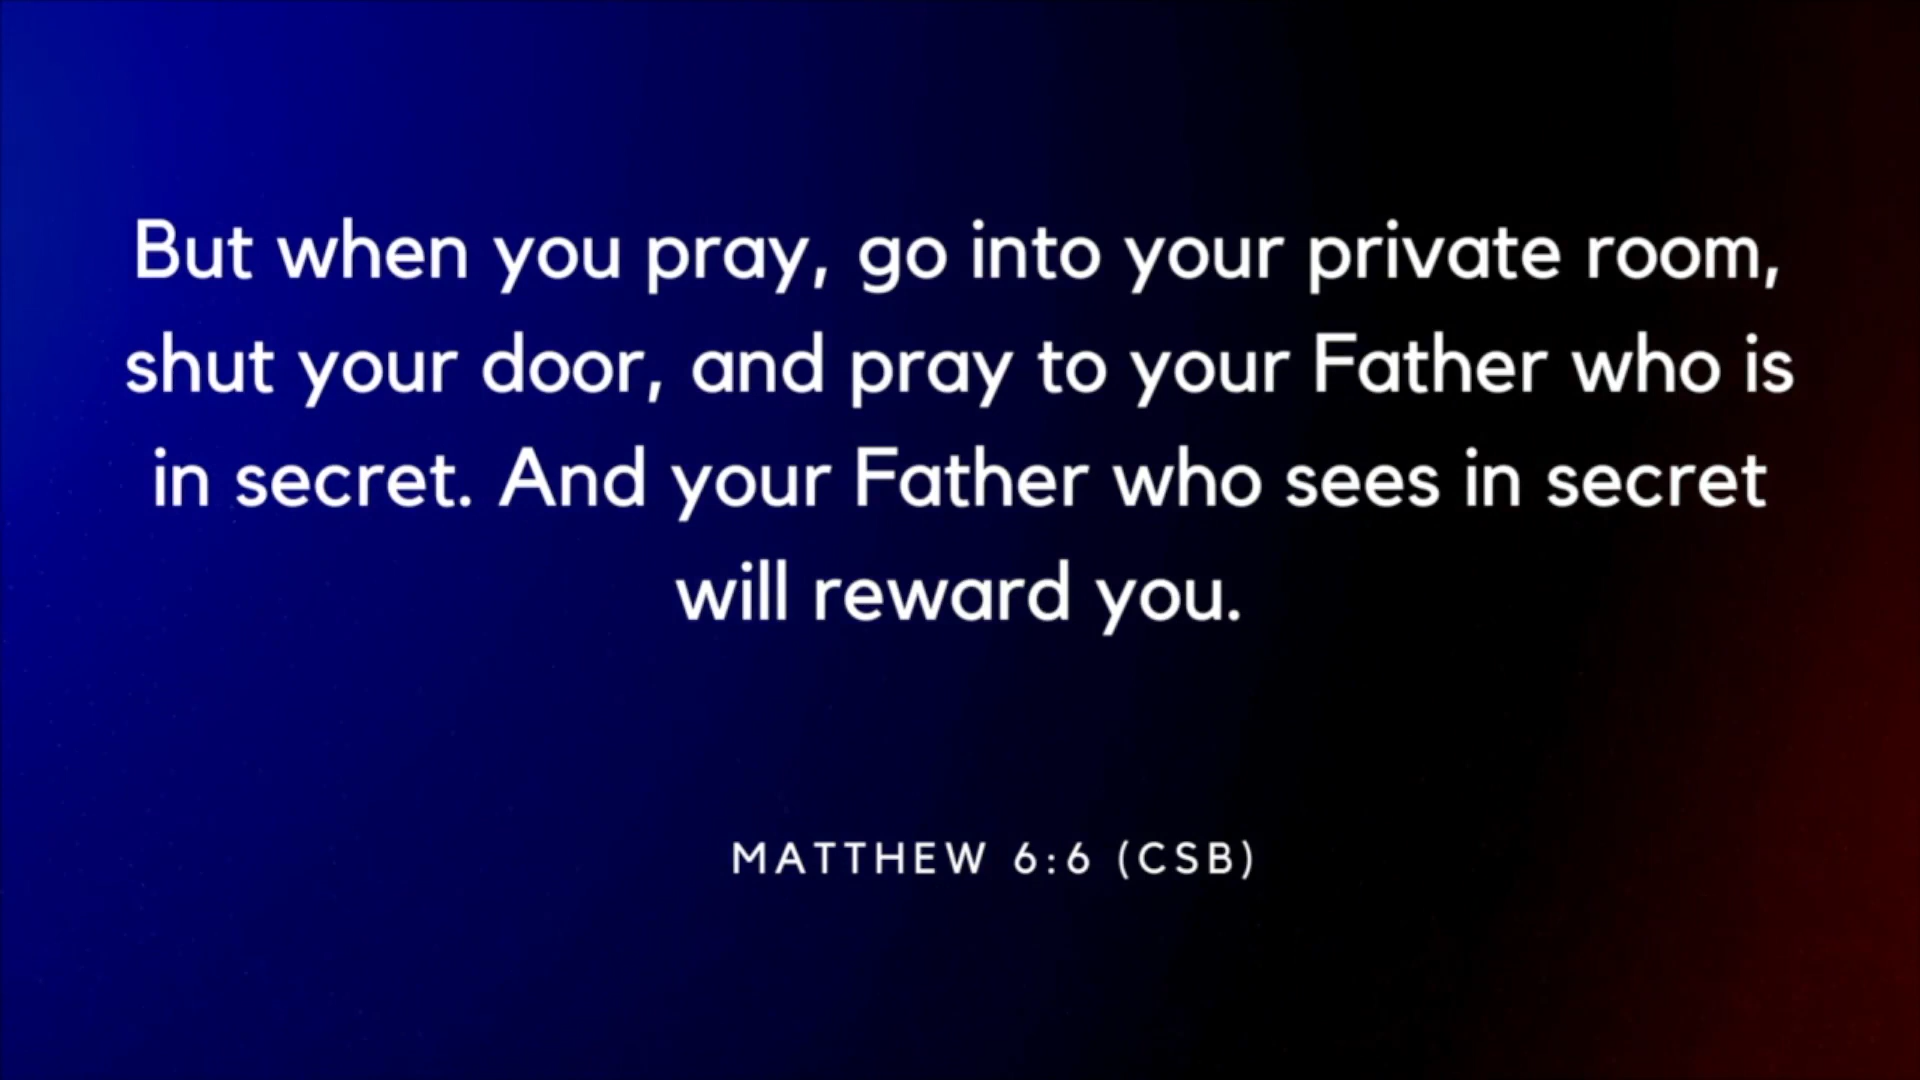 But when you pray, go into your private room,
shut your door, and pray to your Father who is
in secret. And your Father who sees in secret
will reward you.
MATTHEW 6:6 (CSB)